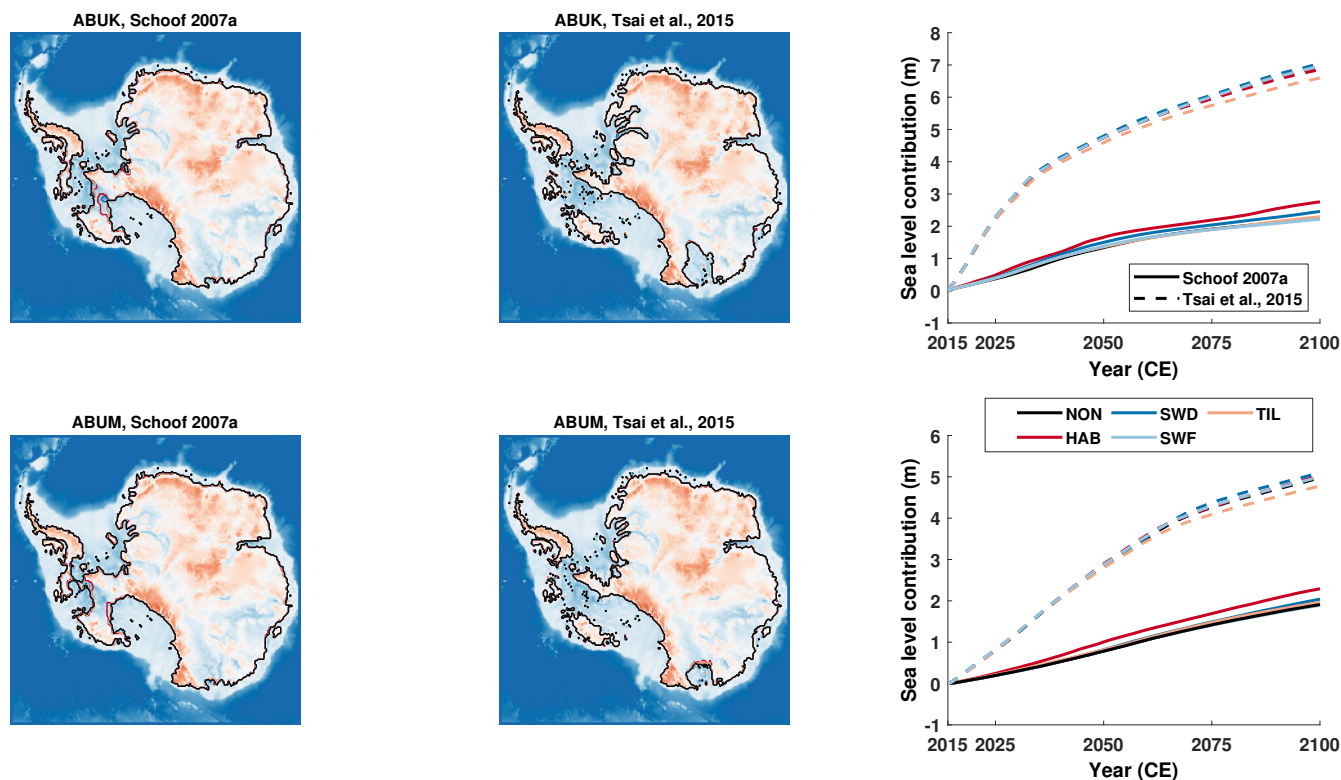 ABUK, Schoof 2007a
ABUK, Tsai et al., 2015
8
7
6
5
4
3
2
1
0
-1
Sea level contribution (m)
Schoof 2007a
Tsai et al., 2015
2015 2025 2050 2075 2100
Year (CE)
ABUM, Schoof 2007a
ABUM, Tsai et al., 2015
NON SWD TIL
HAB SWF
6
5
4
3
2
1
0
-1
Sea level contribution (m)
2015 2025 2050 2075 2100
Year (CE)